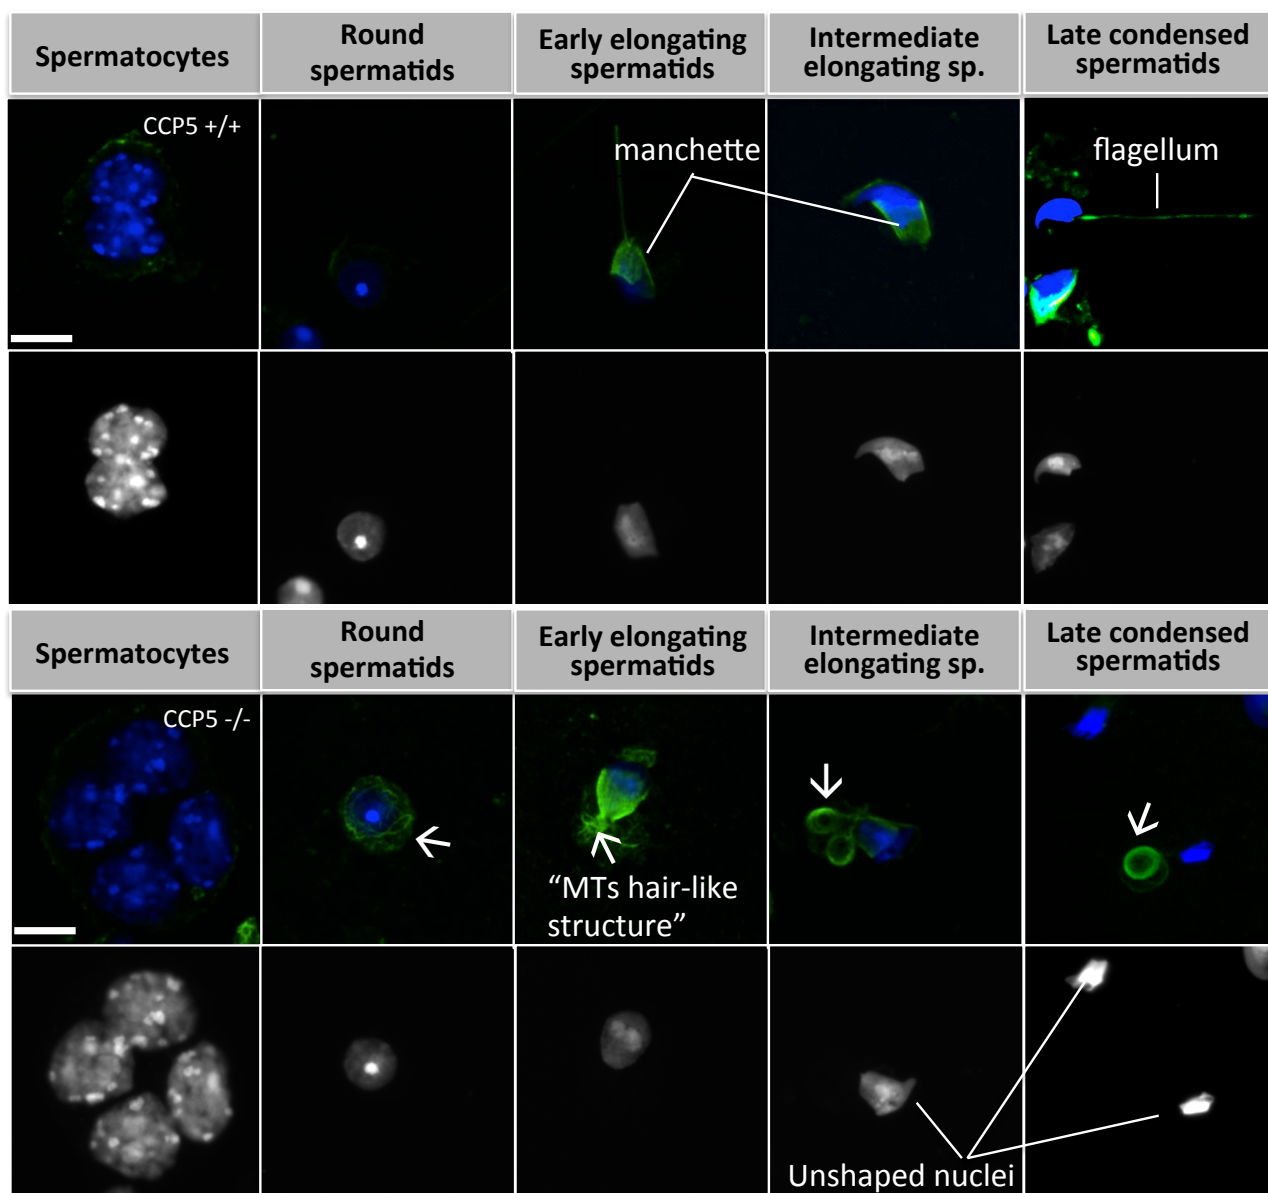 Spermatocytes
Round
spermatids
Early elongating
spermatids
Intermediate
elongating sp.
Late condensed
spermatids
CCP5 +/+
manchette
flagellum
Spermatocytes
Round
spermatids
Early elongating
spermatids
Intermediate
elongating sp.
Late condensed
spermatids
CCP5 -/-
“MTs hair-like
structure”
Unshaped nuclei